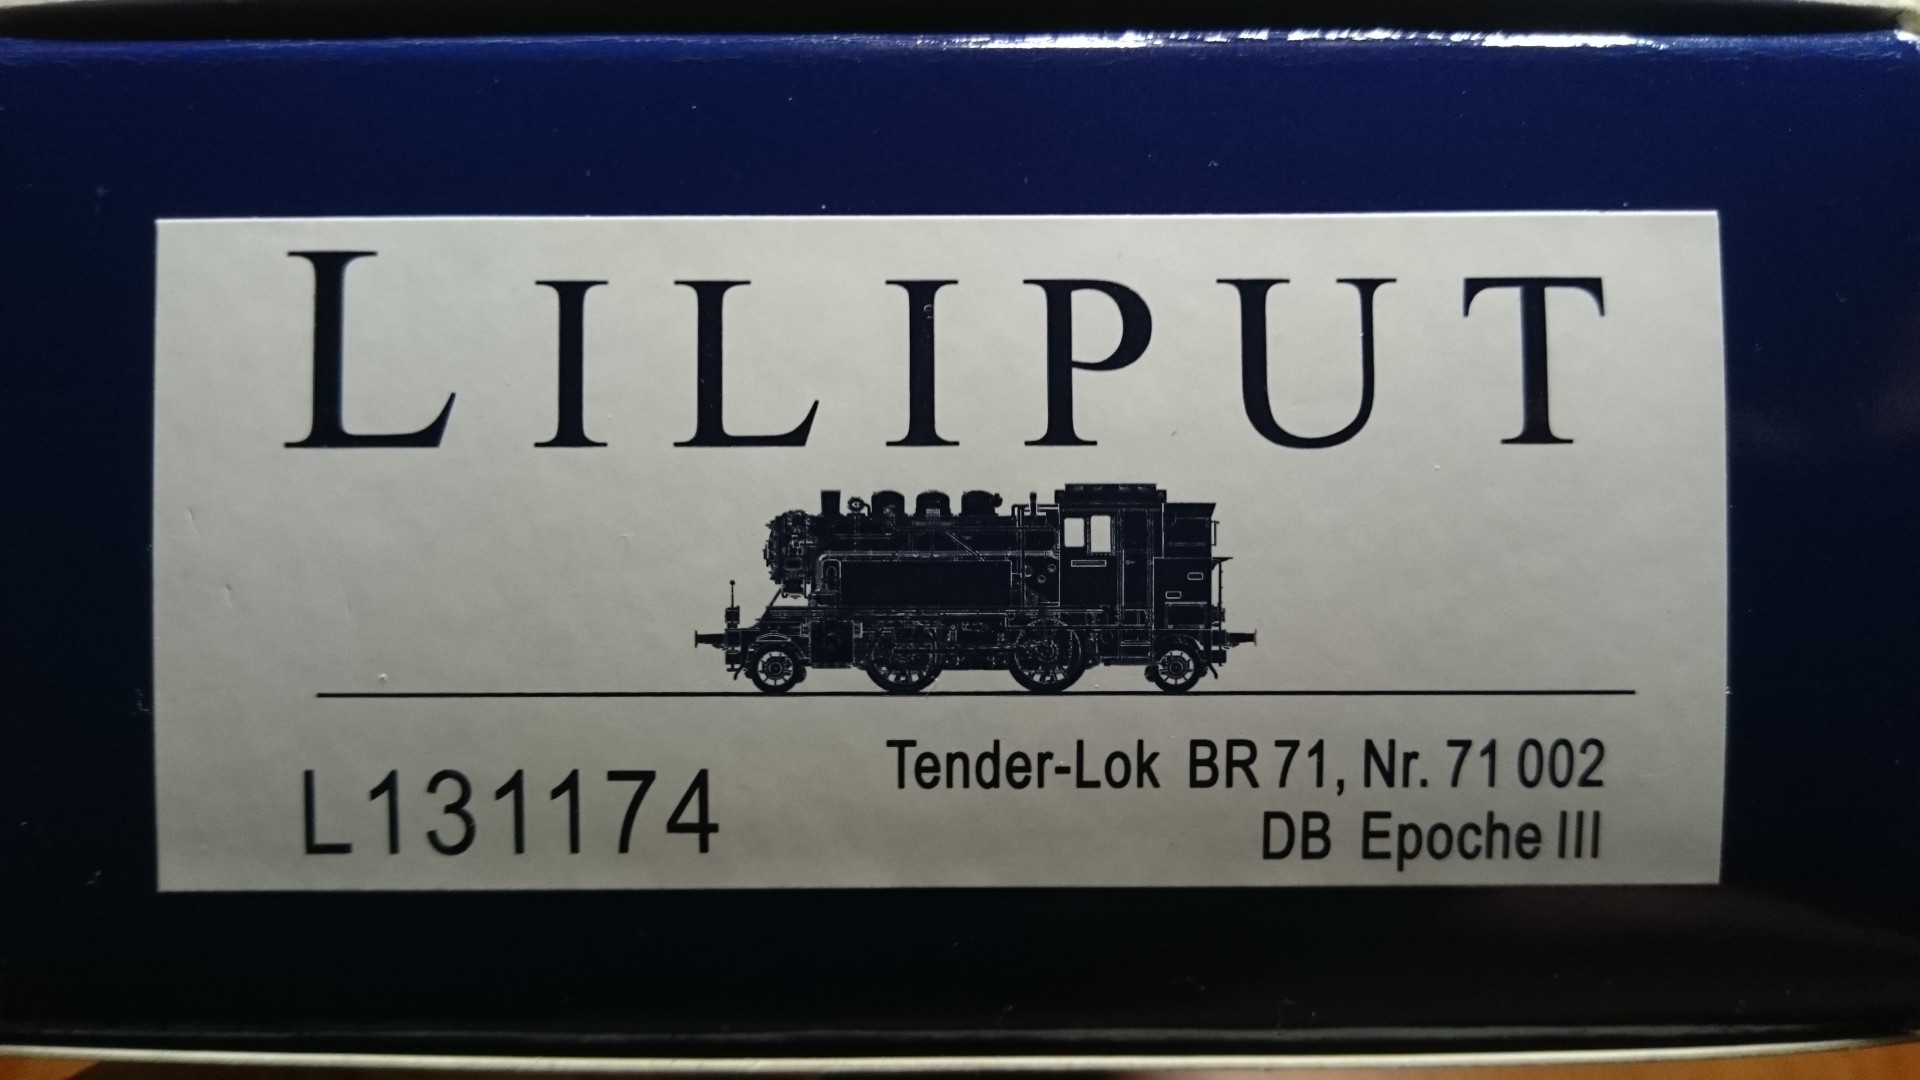 LILIPUT
L131174
Tender-Lok BR 71, Nr. 71 002
DB Epoche III